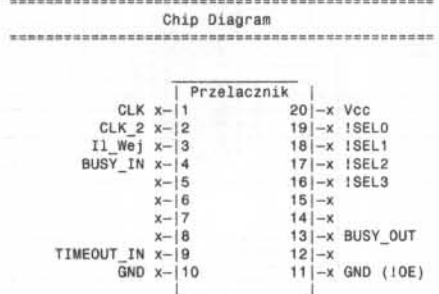 ===============================================
Chip Diagram
===============================================
| Przelacznik |
CLK x-|1 20|-x Vcc
CLK_2 x-|2 19|-x !SEL0
Il_Wej x-|3 18|-x !SEL1
BUSY_IN x-|4 17|-x !SEL2
x-|5 16|-x !SEL3
x-|6 15|-x
x-|7 14|-x
x-|8 13|-x BUSY_OUT
TIMEOUT_IN x-|9 12|-x
GND x-|10 11|-x GND (!OE)